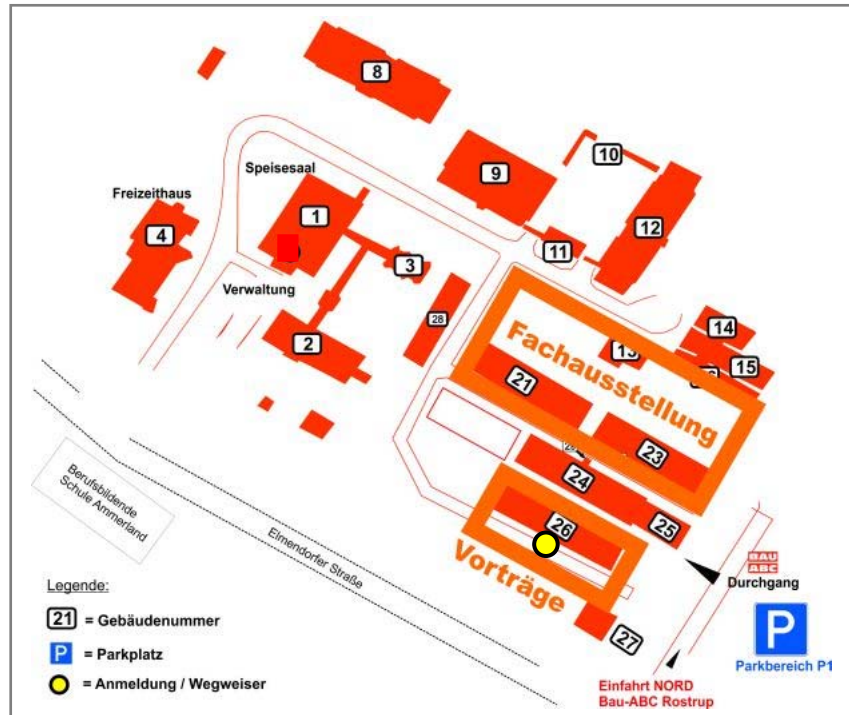 8
9
10
Speisesaal
Freizeithaus
1
4
12
11
3
Verwaltung
28
2
14
15
13
Fachausstellung
21
23
24
26
25
BAU
ABC
Durchgang
Vorträge
27
Berufsbildende
Schule Ammerland
Elmendorfer Straße
Legende:
21 = Gebäudenummer
P = Parkplatz
= Anmeldung / Wegweiser
P
Parkbereich P1
Einfahrt NORD
Bau-ABC Rostrup